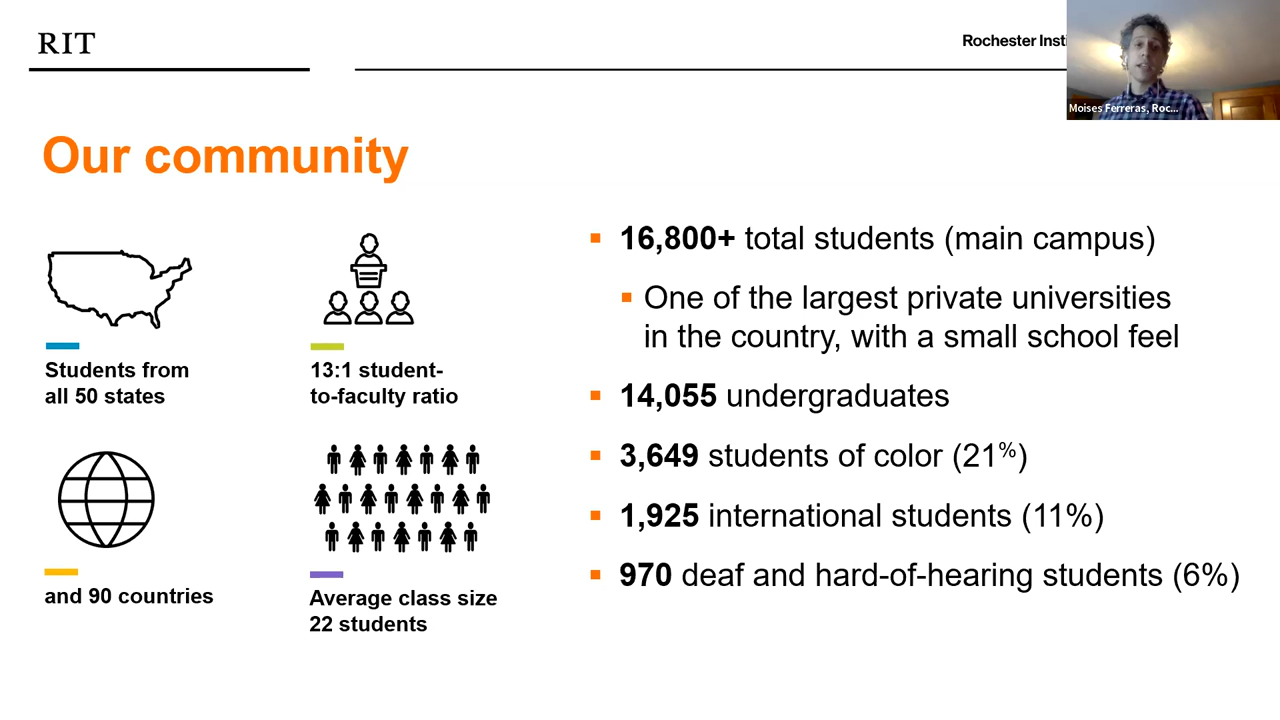 RIT
Rochester Insti
Moises Ferreras, Roc...
Our community
Students from
all 50 states
13:1 student-
to-faculty ratio
and 90 countries
Average class size
22 students
16,800+ total students (main campus)
One of the largest private universities
in the country, with a small school feel
14,055 undergraduates
3,649 students of color (21%)
1,925 international students (11%)
970 deaf and hard-of-hearing students (6%)